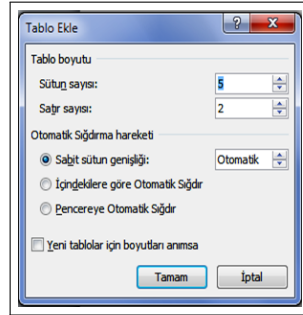 Tablo Ekle
Tablo boyutu
Sütun sayısı: 5
Satır sayısı: 2
Otomatik Sığdırma hareketi
Sabit sütun genişliği: Otomatik
İçindekilere göre Otomatik Sığdır
Pencereye Otomatik Sığdır
Yeni tablolar için boyutları anımsa
Tamam İptal